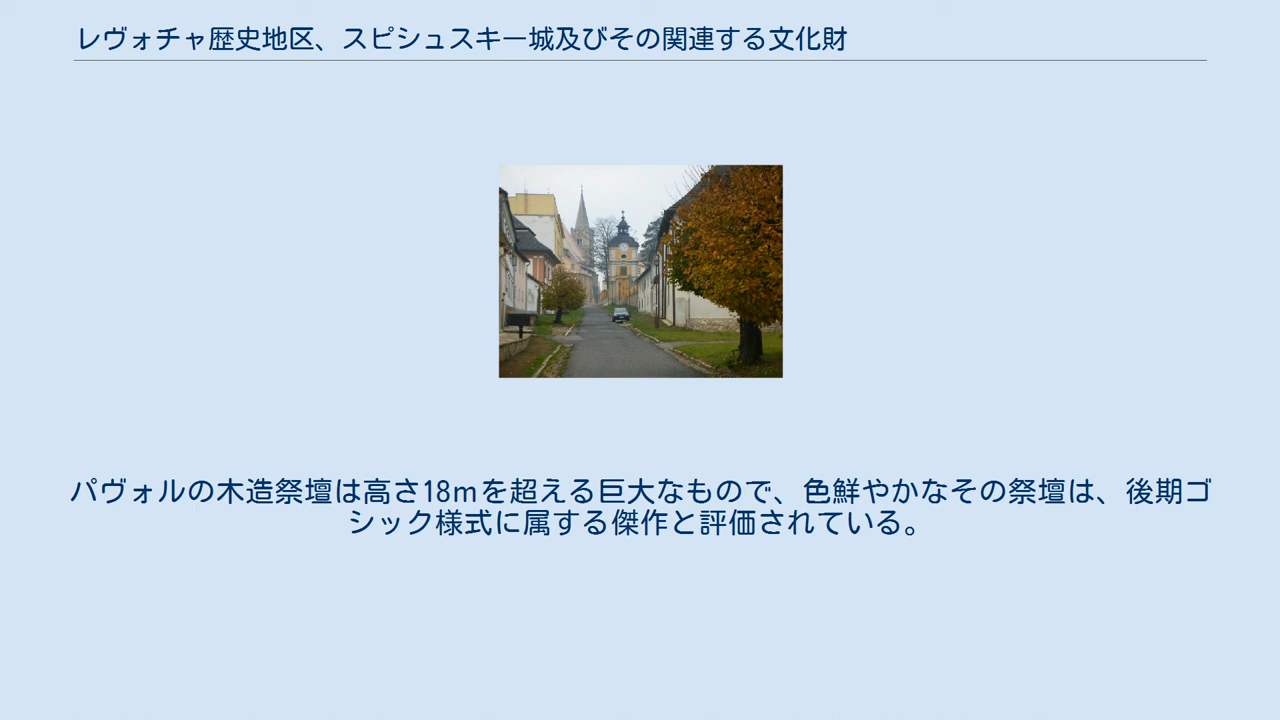 レヴォチャ歴史地区、スピシュスキー城及びその関連する文化財
パヴォルの木造祭壇は高さ18mを超える巨大なもので、色鮮やかなその祭壇は、後期ゴ
シック様式に属する傑作と評価されている。